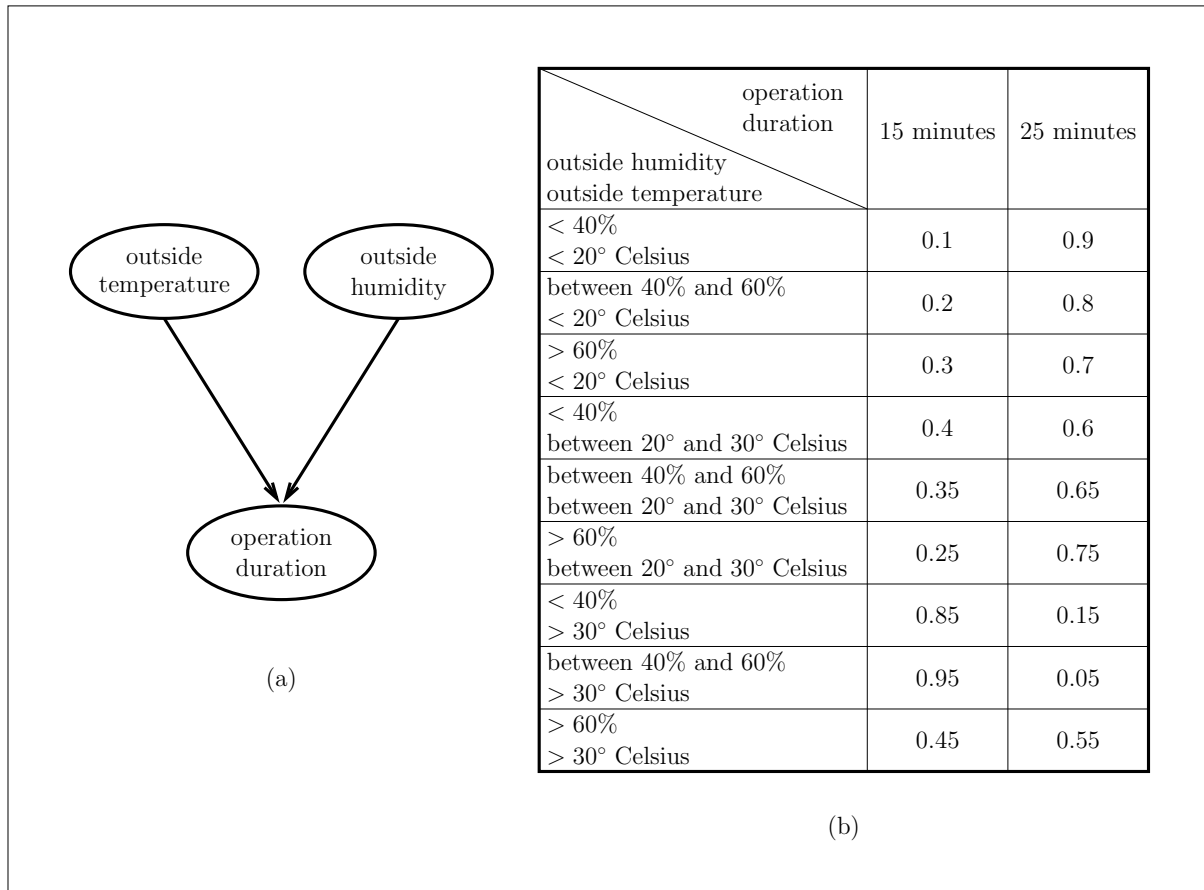 outside
temperature
outside
humidity
operation
duration
(a)
operation
duration
outside humidity
outside temperature
15 minutes
25 minutes
< 40%
< 20° Celsius
0.1
0.9
between 40% and 60%
< 20° Celsius
0.2
0.8
> 60%
< 20° Celsius
0.3
0.7
< 40%
between 20° and 30° Celsius
0.4
0.6
between 40% and 60%
between 20° and 30° Celsius
0.35
0.65
> 60%
between 20° and 30° Celsius
0.25
0.75
< 40%
> 30° Celsius
0.85
0.15
between 40% and 60%
> 30° Celsius
0.95
0.05
> 60%
> 30° Celsius
0.45
0.55
(b)